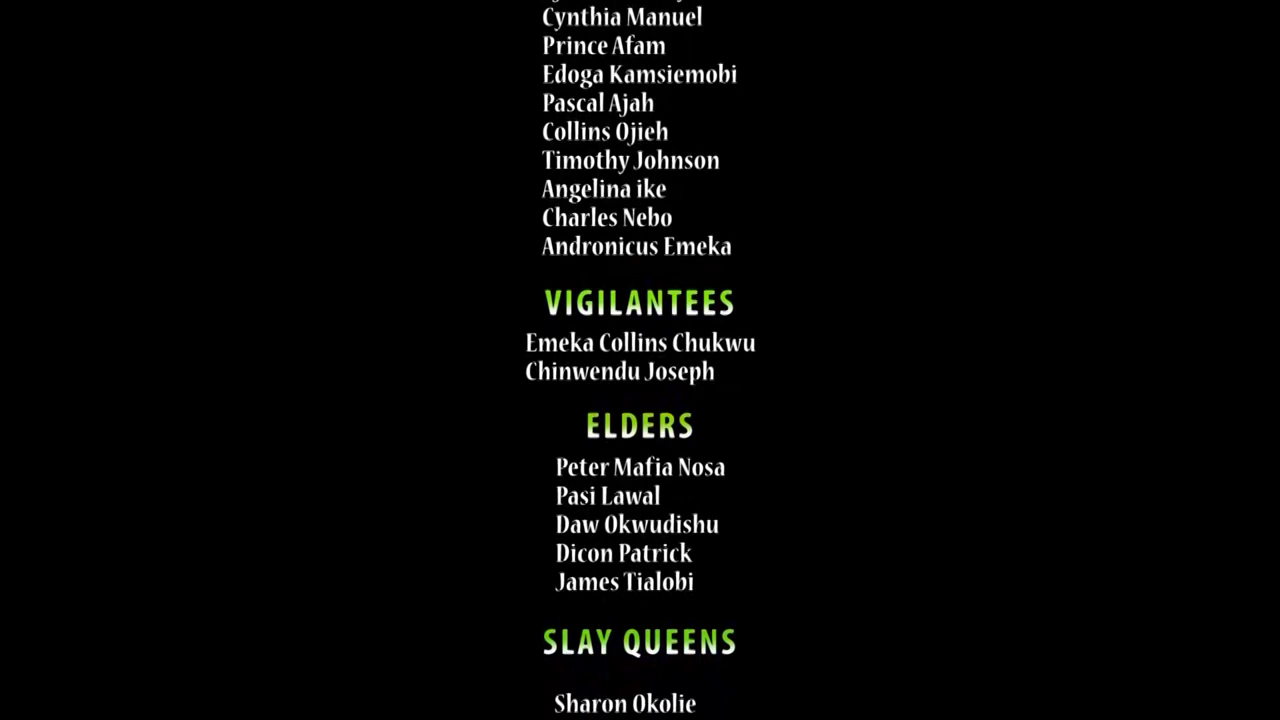 Cynthia Manuel
Prince Afam
Edoga Kamsiemobi
Pascal Ajah
Collins Ojieh
Timothy Johnson
Angelina ike
Charles Nebo
Andronicus Emeka
VIGILANTEES
Emeka Collins Chukwu
Chinwendu Joseph
ELDERS
Peter Mafia Nosa
Pasi Lawal
Daw Okwudishu
Dicon Patrick
James Tialobi
SLAY QUEENS
Sharon Okolie